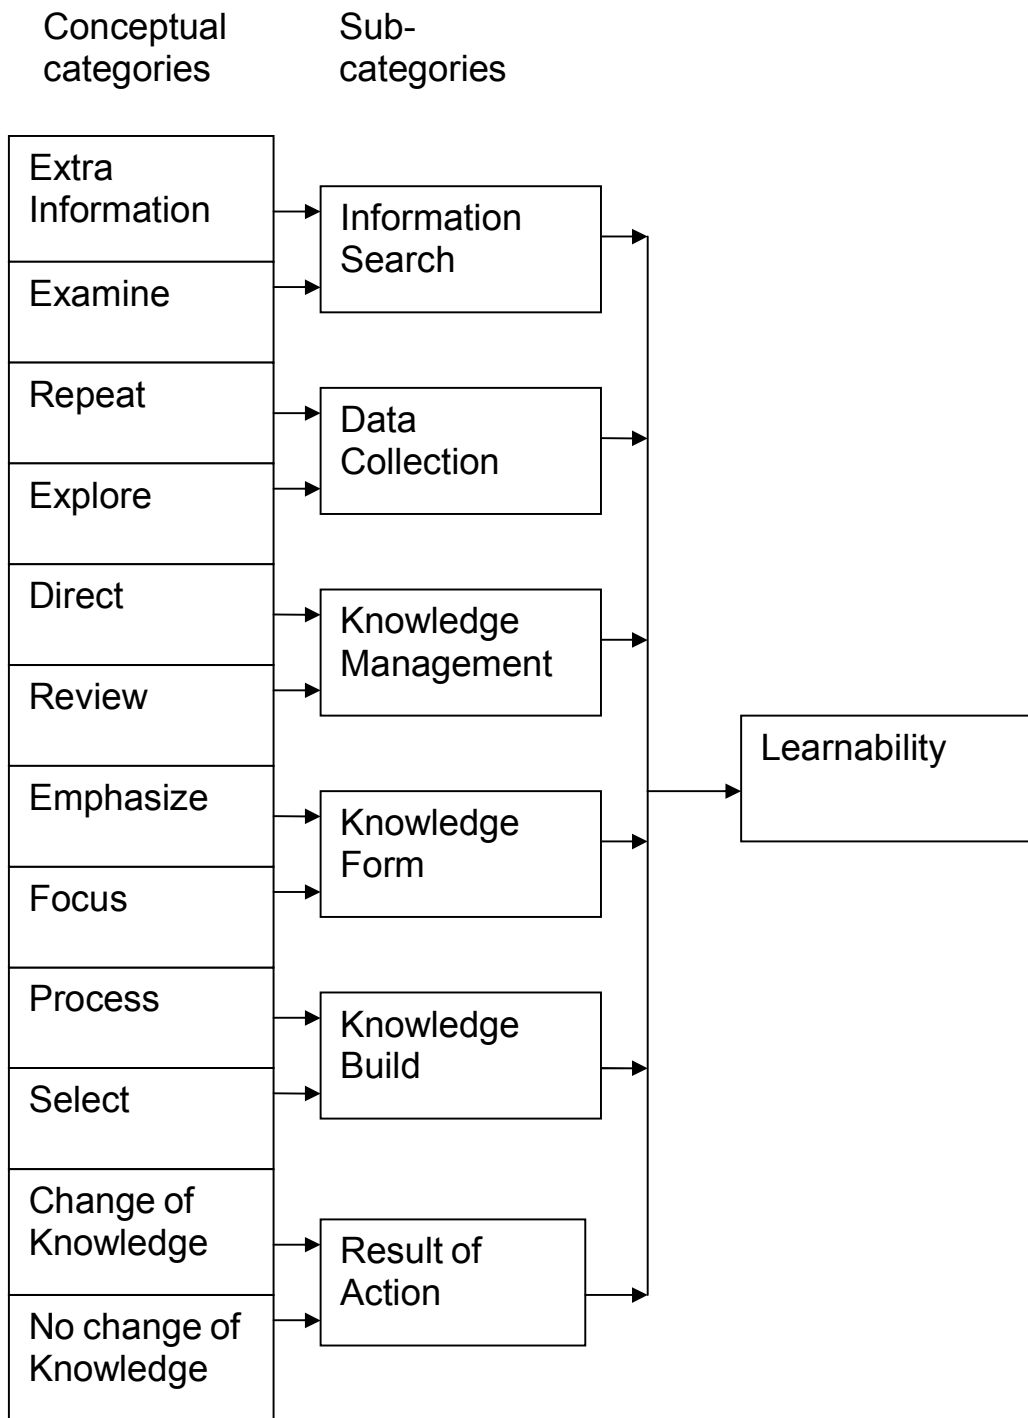 Conceptual
categories
Sub-
categories
Extra
Information
Examine
Repeat
Explore
Direct
Review
Emphasize
Focus
Process
Select
Change of
Knowledge
No change of
Knowledge
Information
Search
Data
Collection
Knowledge
Management
Knowledge
Form
Knowledge
Build
Result of
Action
Learnability